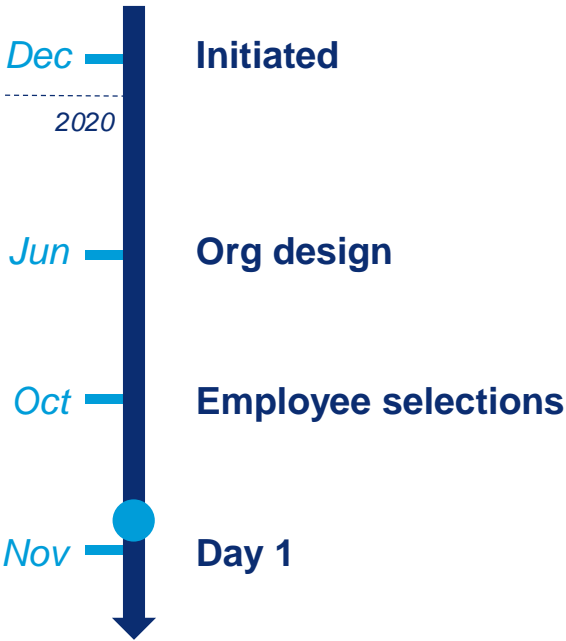 Dec Initiated
2020
Jun Org design
Oct Employee selections
Nov Day 1